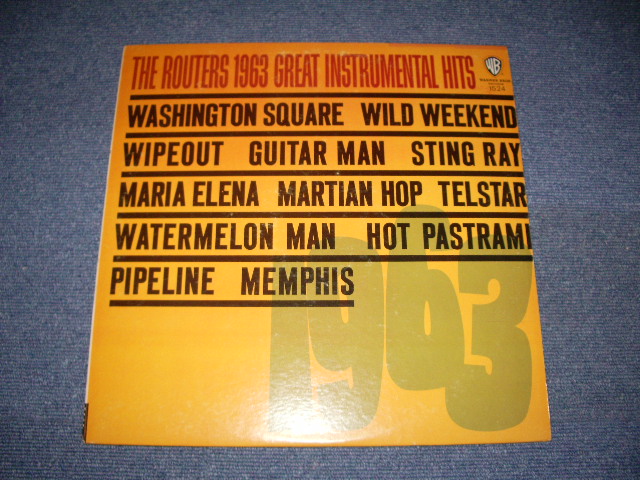 THE ROUTERS 1963 GREAT INSTRUMENTAL HITS
WB
1524
WASHINGTON SQUARE WILD WEEKEND
WIPEOUT GUITAR MAN STING RAY
MARIA ELENA MARTIAN HOP TELSTAR
WATERMELON MAN HOT PASTRAMI
PIPELINE MEMPHIS
1963